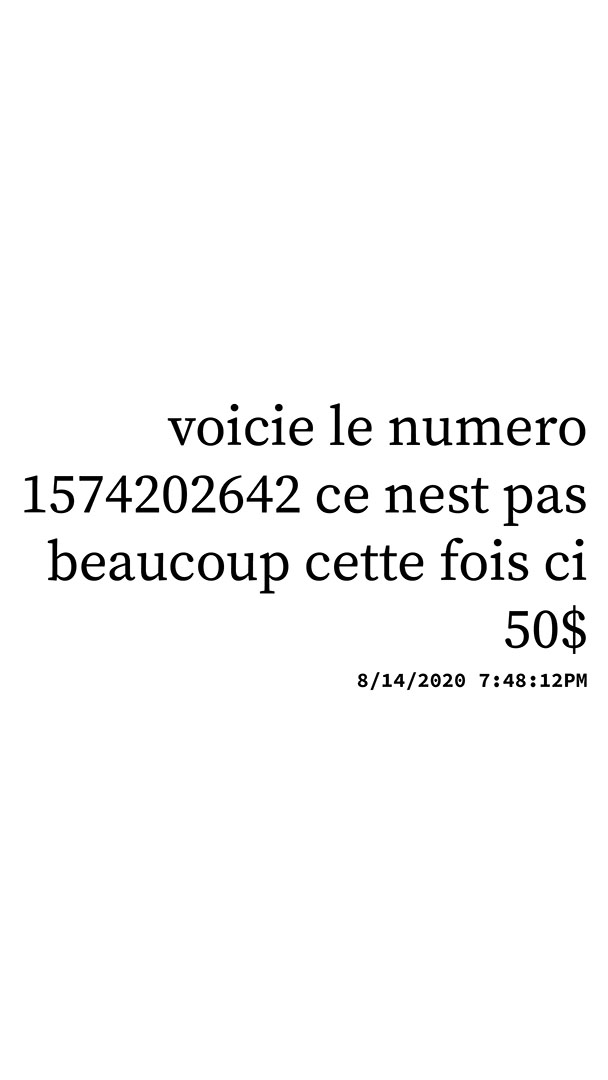 voicie le numero
1574202642 ce nest pas
beaucoup cette fois ci
50$
8/14/2020 7:48:12PM